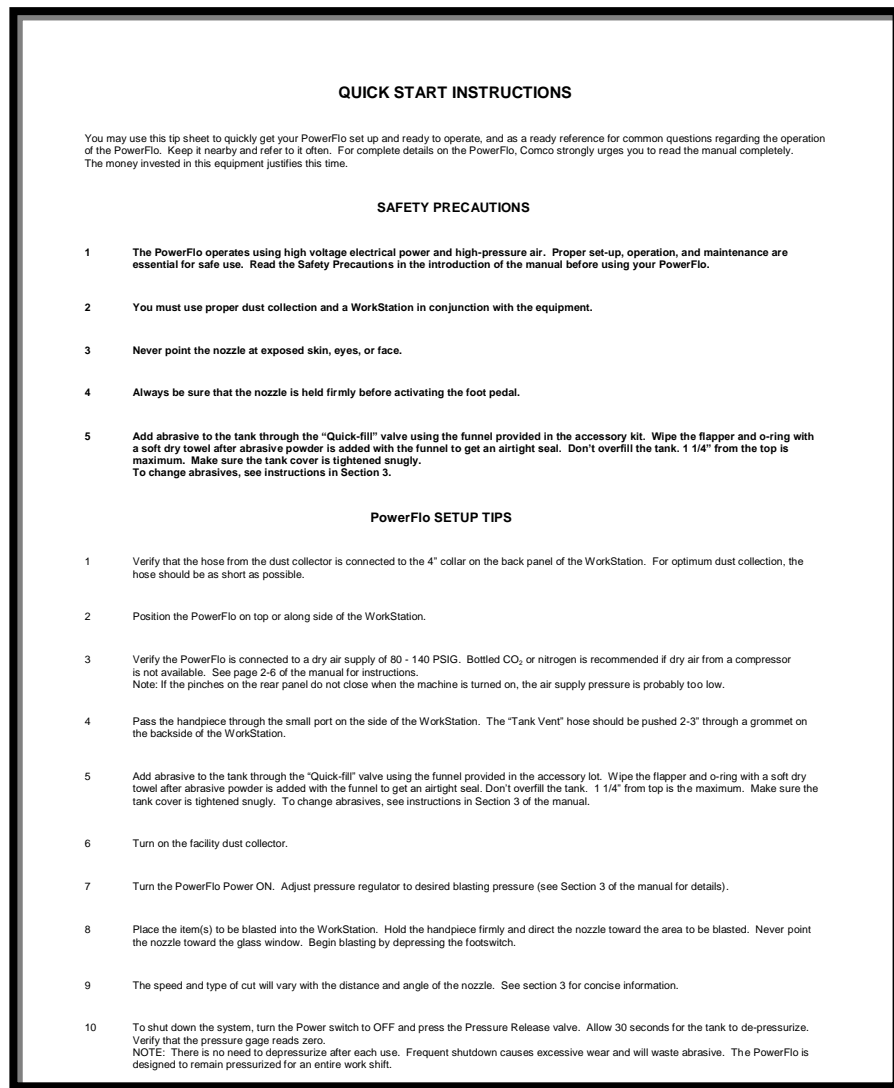 QUICK START INSTRUCTIONS
You may use this tip sheet to quickly get your PowerFlo set up and ready to operate, and as a ready reference for common questions regarding the operation
of the PowerFlo. Keep it nearby and refer to it often. For complete details on the PowerFlo, Comco strongly urges you to read the manual completely.
The money invested in this equipment justifies this time.
SAFETY PRECAUTIONS
1 The PowerFlo operates using high voltage electrical power and high-pressure air. Proper set-up, operation, and maintenance are
essential for safe use. Read the Safety Precautions in the introduction of the manual before using your PowerFlo.
2 You must use proper dust collection and a WorkStation in conjunction with the equipment.
3 Never point the nozzle at exposed skin, eyes, or face.
4 Always be sure that the nozzle is held firmly before activating the foot pedal.
5 Add abrasive to the tank through the “Quick-fill” valve using the funnel provided in the accessory kit. Wipe the flapper and o-ring with
a soft dry towel after abrasive powder is added with the funnel to get an airtight seal. Don’t overfill the tank. 1 1/4” from the top is
maximum. Make sure the tank cover is tightened snugly.
To change abrasives, see instructions in Section 3.
PowerFlo SETUP TIPS
1 Verify that the hose from the dust collector is connected to the 4” collar on the back panel of the WorkStation. For optimum dust collection, the
hose should be as short as possible.
2 Position the PowerFlo on top or along side of the WorkStation.
3 Verify the PowerFlo is connected to a dry air supply of 80 - 140 PSIG. Bottled CO₂ or nitrogen is recommended if dry air from a compressor
is not available. See page 2-6 of the manual for instructions.
Note: If the pinches on the rear panel do not close when the machine is turned on, the air supply pressure is probably too low.
4 Pass the handpiece through the small port on the side of the WorkStation. The “Tank Vent” hose should be pushed 2-3” through a grommet on
the backside of the WorkStation.
5 Add abrasive to the tank through the “Quick-fill” valve using the funnel provided in the accessory lot. Wipe the flapper and o-ring with a soft dry
towel after abrasive powder is added with the funnel to get an airtight seal. Don’t overfill the tank. 1 1/4” from top is the maximum. Make sure the
tank cover is tightened snugly. To change abrasives, see instructions in Section 3 of the manual.
6 Turn on the facility dust collector.
7 Turn the PowerFlo Power ON. Adjust pressure regulator to desired blasting pressure (see Section 3 of the manual for details).
8 Place the item(s) to be blasted into the WorkStation. Hold the handpiece firmly and direct the nozzle toward the area to be blasted. Never point
the nozzle toward the glass window. Begin blasting by depressing the footswitch.
9 The speed and type of cut will vary with the distance and angle of the nozzle. See section 3 for concise information.
10 To shut down the system, turn the Power switch to OFF and press the Pressure Release valve. Allow 30 seconds for the tank to de-pressurize.
Verify that the pressure gage reads zero.
NOTE: There is no need to depressurize after each use. Frequent shutdown causes excessive wear and will waste abrasive. The PowerFlo is
designed to remain pressurized for an entire work shift.